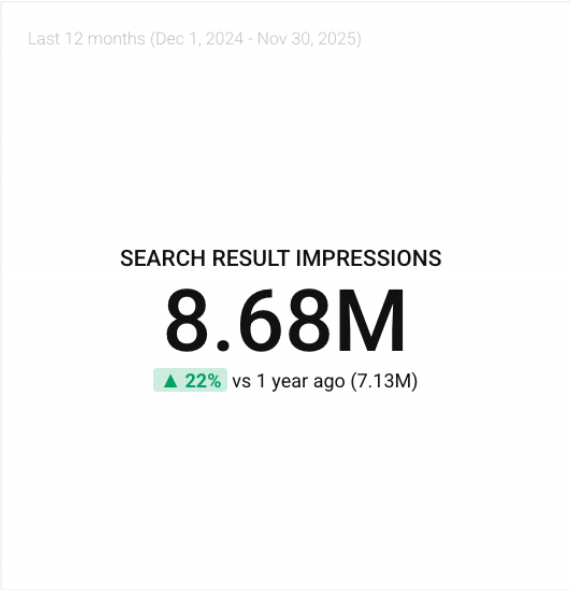 Last 12 months (Dec 1, 2024 - Nov 30, 2025)
SEARCH RESULT IMPRESSIONS
8.68M
▲ 22% vs 1 year ago (7.13M)